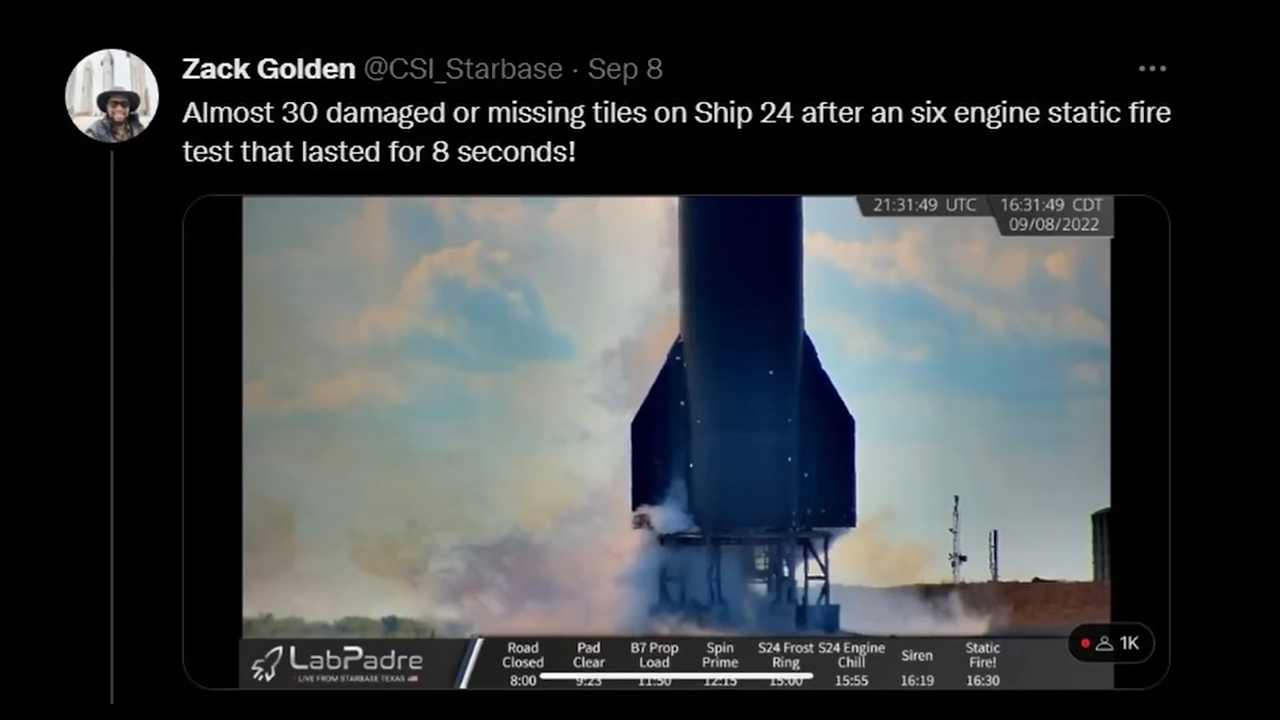 Zack Golden @CSI_Starbase · Sep 8
Almost 30 damaged or missing tiles on Ship 24 after an six engine static fire
test that lasted for 8 seconds!
21:31:49 UTC 16:31:49 CDT
09/08/2022
LabPadre
LIVE FROM STARBASE TEXAS
Road Closed 8:00
Pad Clear 9:23
B7 Prop Load 11:50
Spin Prime 12:15
S24 Frost Ring 15:00
S24 Engine Chill 15:55
Siren 16:19
Static Fire! 16:30
1K